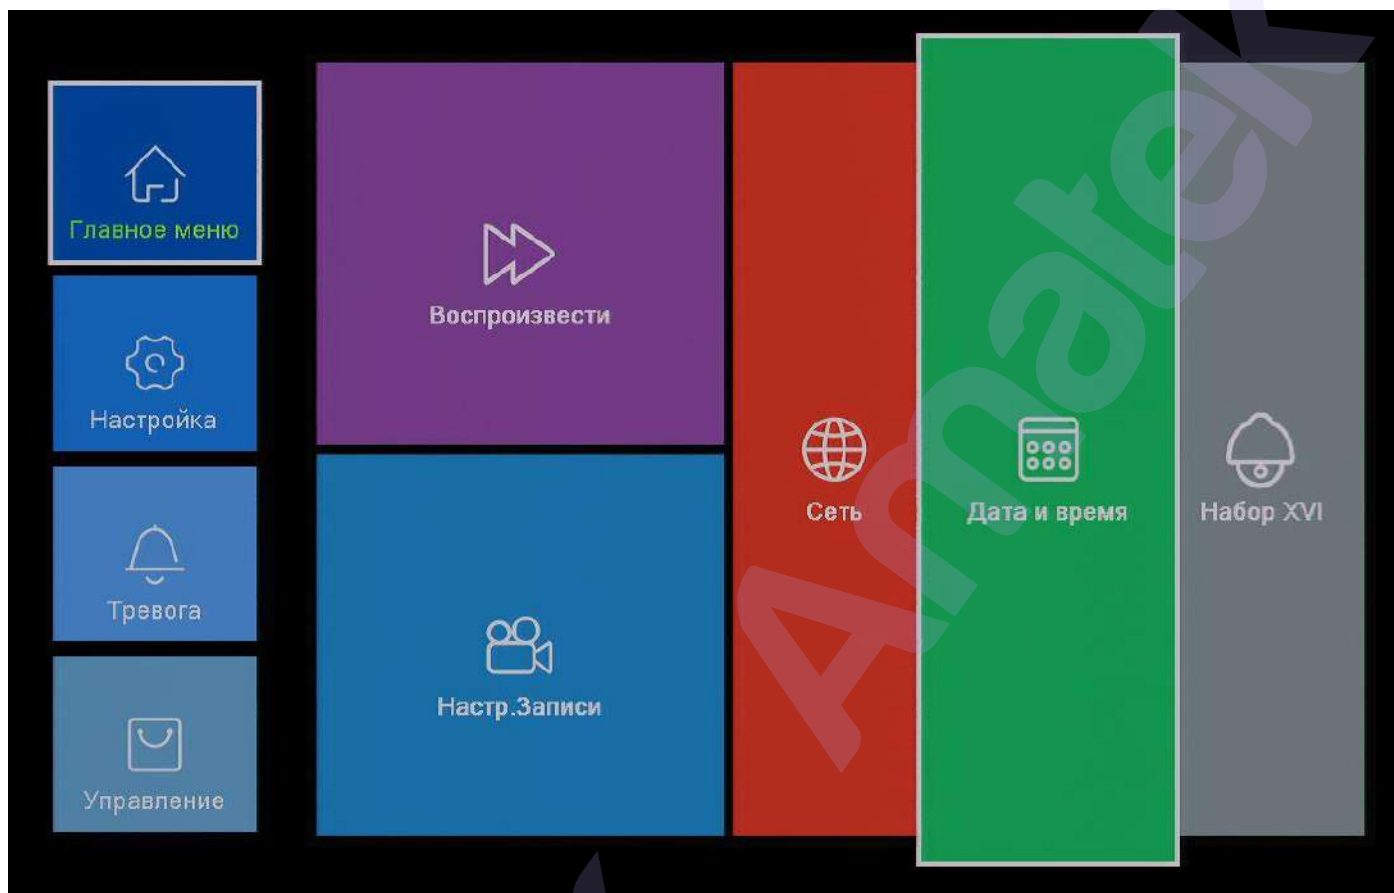 Главное меню
Настройка
Тревога
Управление
Воспроизвести
Настр.Записи
Сеть
Дата и время
Набор XVI
Amatek